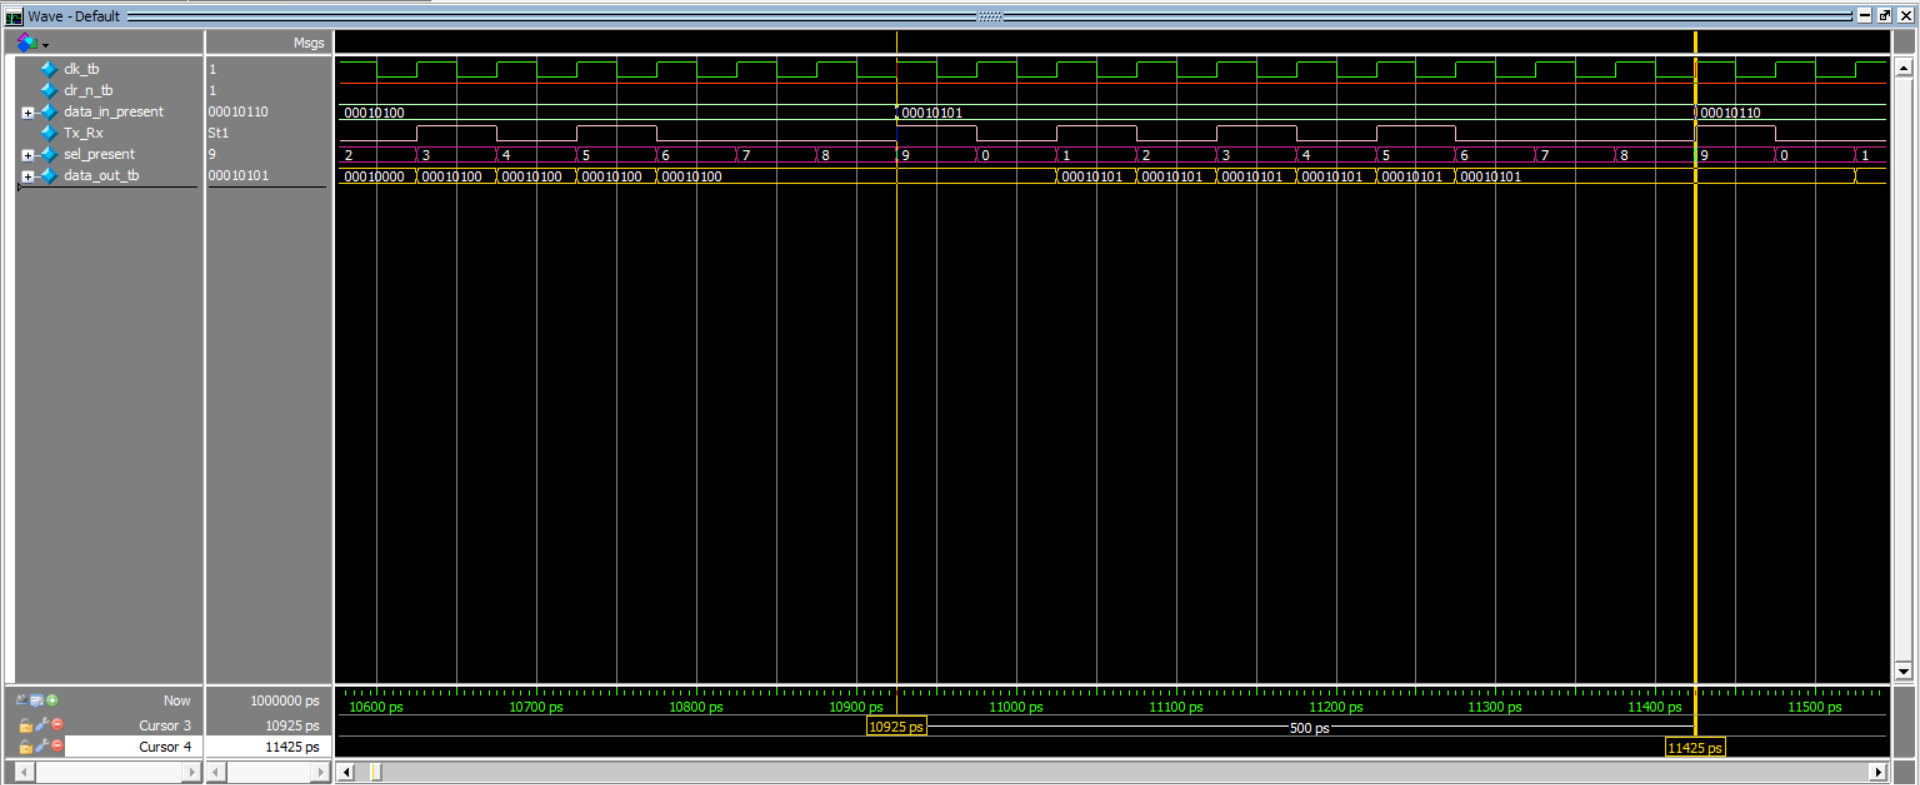 Wave - Default
Msgs
clk_tb 1
clr_n_tb 1
data_in_present 00010110 00010100 00010101 00010110
Tx_Rx St1
sel_present 9 2 3 4 5 6 7 8 9 0 1 2 3 4 5 6 7 8 9 0 1
data_out_tb 00010101 00010000 00010100 00010100 00010100 00010100 00010101 00010101 00010101 00010101 00010101 00010101
Now 1000000 ps 10600 ps 10700 ps 10800 ps 10900 ps 11000 ps 11100 ps 11200 ps 11300 ps 11400 ps 11500 ps
Cursor 3 10925 ps 10925 ps 500 ps
Cursor 4 11425 ps 11425 ps